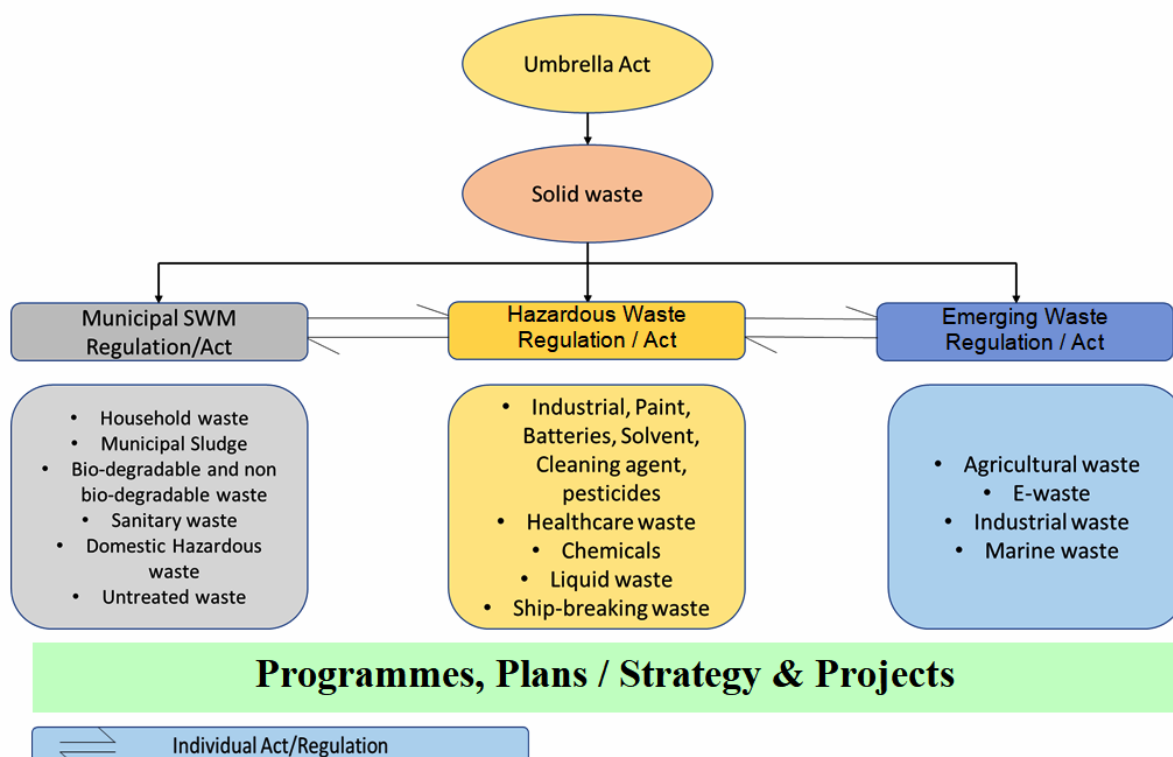 Umbrella Act
Solid waste
Municipal SWM
Regulation/Act
Hazardous Waste
Regulation / Act
Emerging Waste
Regulation / Act
• Household waste
• Municipal Sludge
• Bio-degradable and non
bio-degradable waste
• Sanitary waste
• Domestic Hazardous
waste
• Untreated waste
• Industrial, Paint,
Batteries, Solvent,
Cleaning agent,
pesticides
• Healthcare waste
• Chemicals
• Liquid waste
• Ship-breaking waste
• Agricultural waste
• E-waste
• Industrial waste
• Marine waste
Programmes, Plans / Strategy & Projects
Individual Act/Regulation